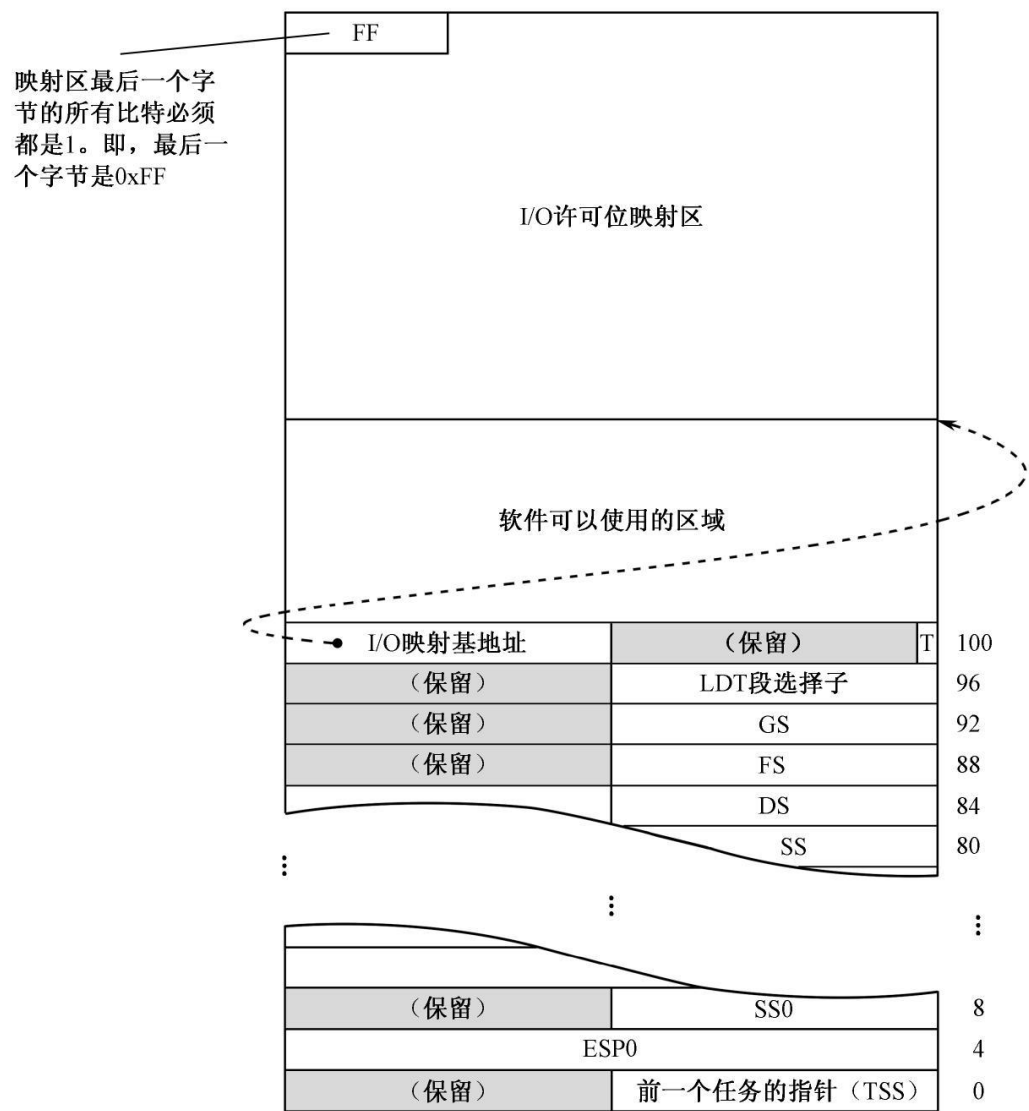 FF
映射区最后一个字
节的所有比特必须
都是1。即，最后一
个字节是0xFF
I/O许可位映射区
软件可以使用的区域
I/O映射基地址 （保留） T 100
（保留） LDT段选择子 96
（保留） GS 92
（保留） FS 88
DS 84
SS 80
（保留） SS0 8
ESP0 4
（保留） 前一个任务的指针（TSS） 0